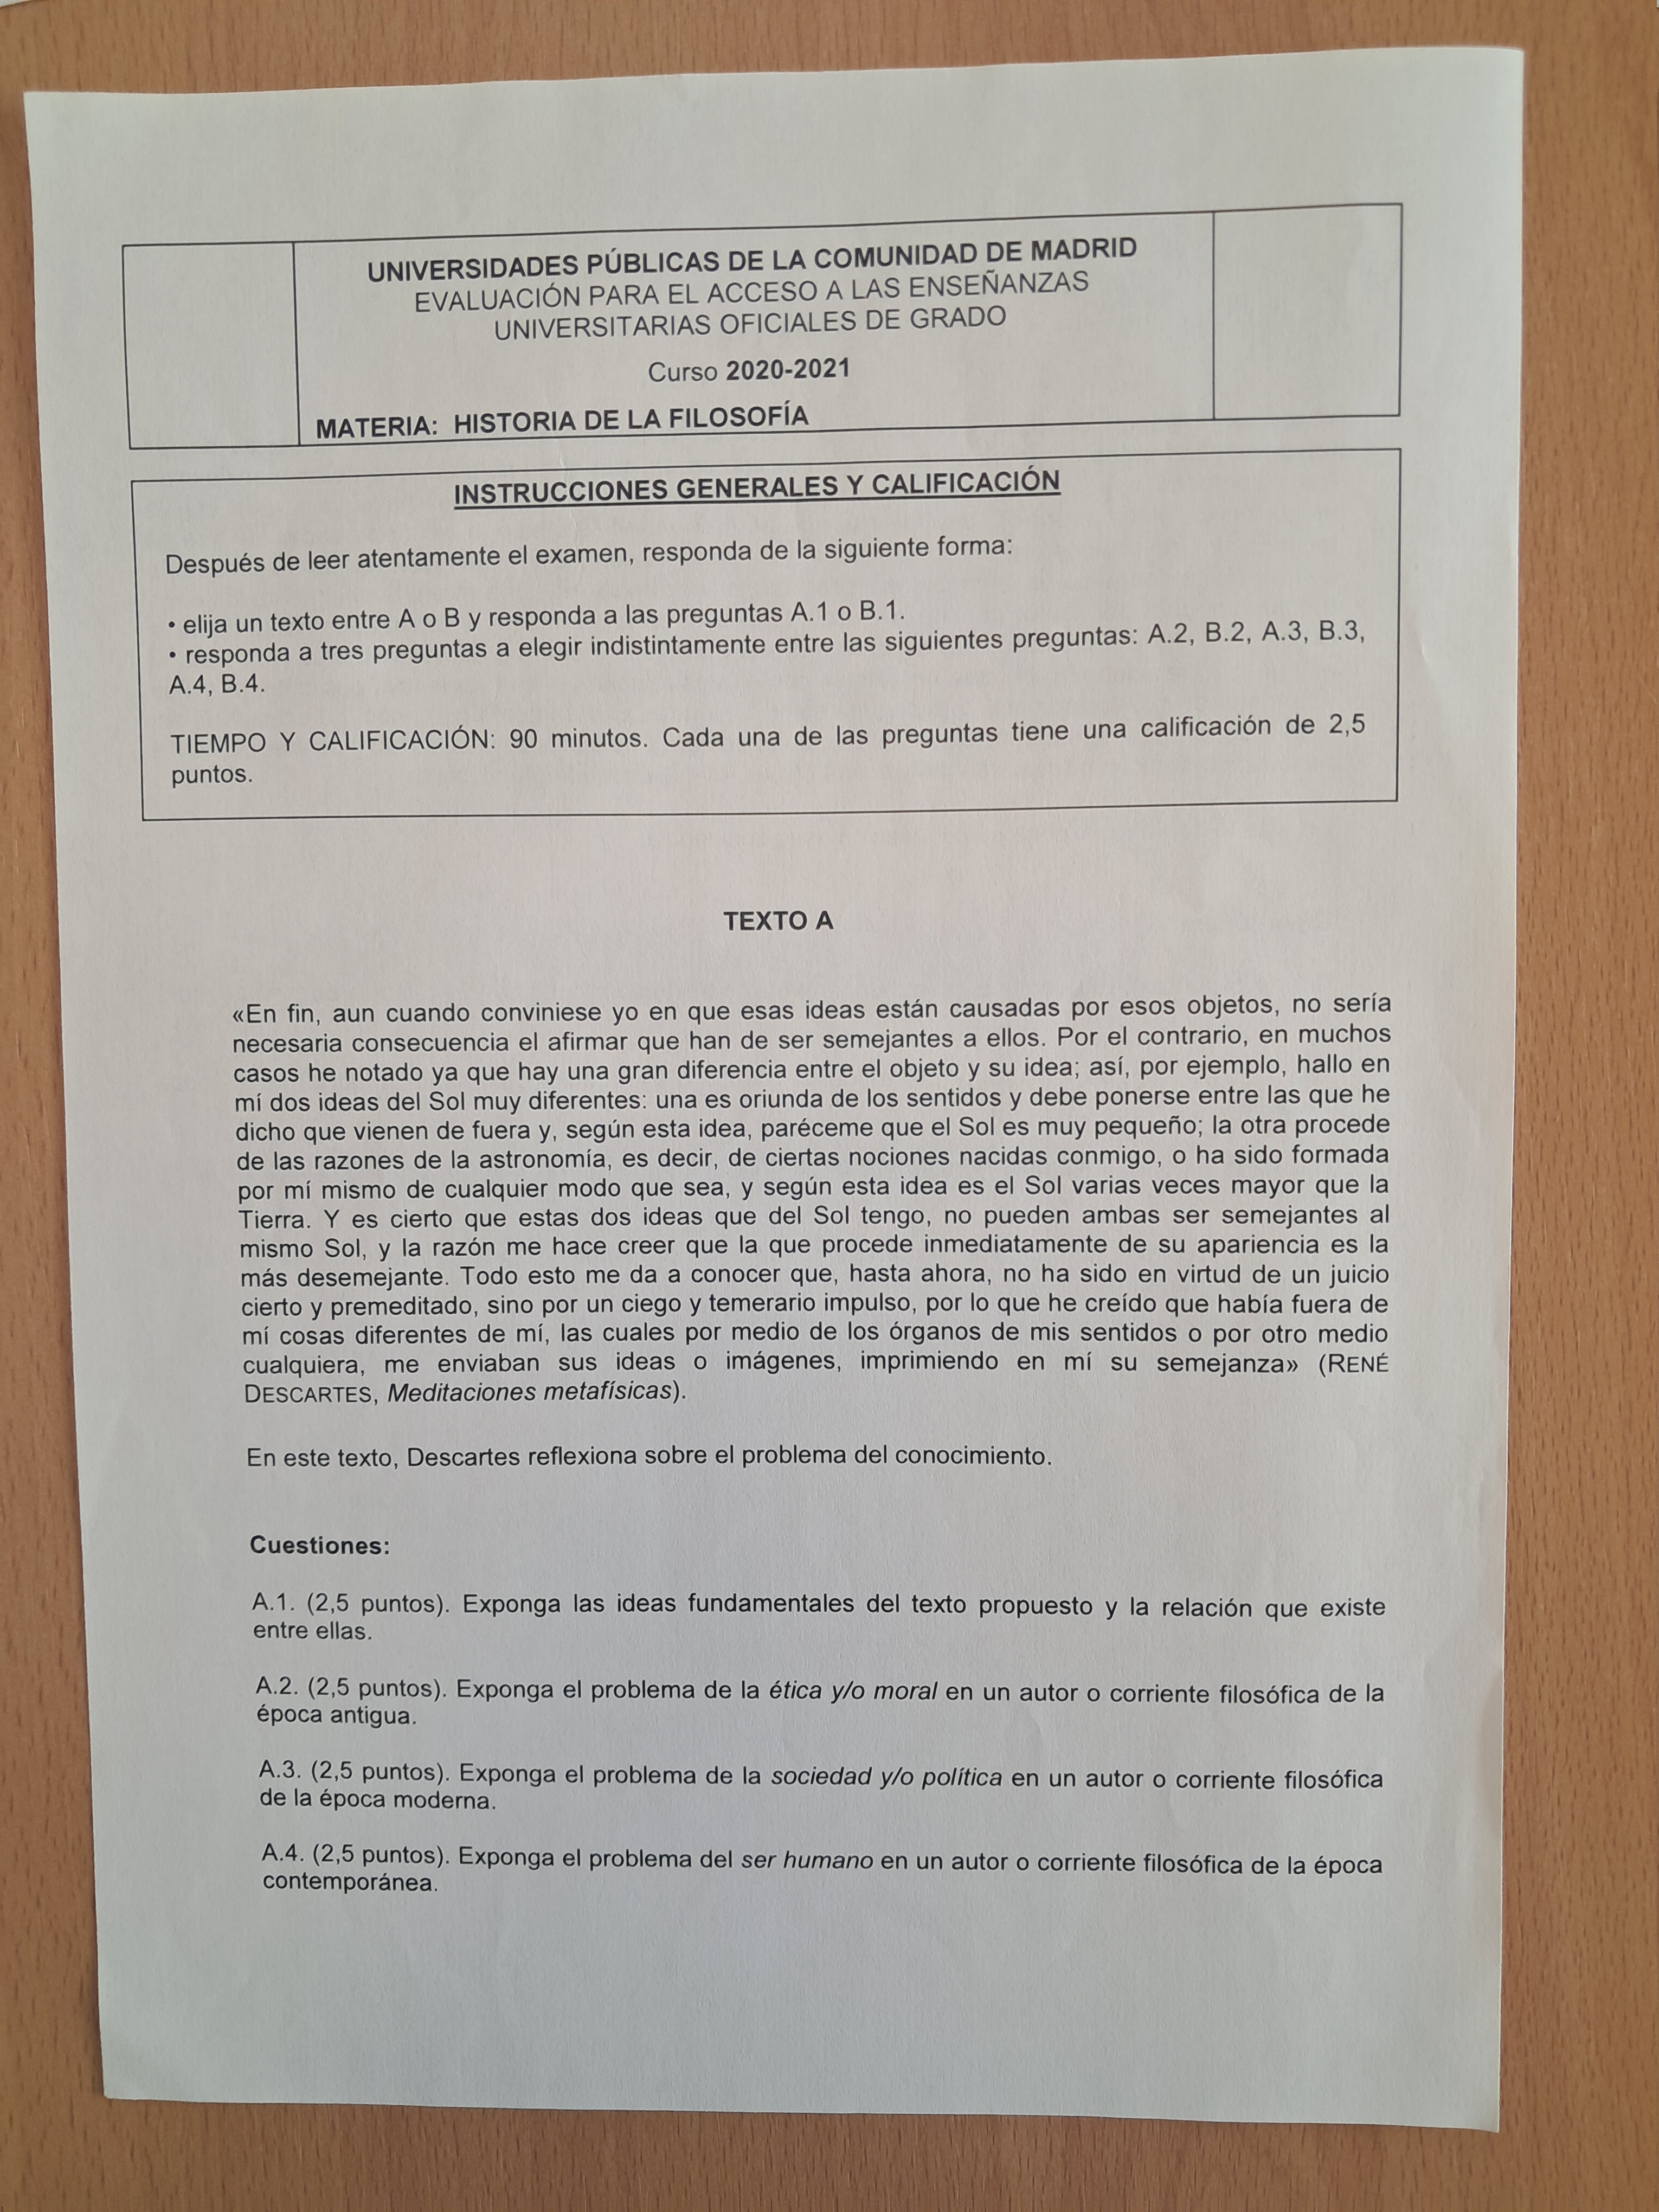 UNIVERSIDADES PÚBLICAS DE LA COMUNIDAD DE MADRID
EVALUACIÓN PARA EL ACCESO A LAS ENSEÑANZAS
UNIVERSITARIAS OFICIALES DE GRADO
Curso 2020-2021
MATERIA: HISTORIA DE LA FILOSOFÍA
INSTRUCCIONES GENERALES Y CALIFICACIÓN
Después de leer atentamente el examen, responda de la siguiente forma:
• elija un texto entre A o B y responda a las preguntas A.1 o B.1.
• responda a tres preguntas a elegir indistintamente entre las siguientes preguntas: A.2, B.2, A.3, B.3,
A.4, B.4.
TIEMPO Y CALIFICACIÓN: 90 minutos. Cada una de las preguntas tiene una calificación de 2,5
puntos.
TEXTO A
«En fin, aun cuando conviniese yo en que esas ideas están causadas por esos objetos, no sería
necesaria consecuencia el afirmar que han de ser semejantes a ellos. Por el contrario, en muchos
casos he notado ya que hay una gran diferencia entre el objeto y su idea; así, por ejemplo, hallo en
mí dos ideas del Sol muy diferentes: una es oriunda de los sentidos y debe ponerse entre las que he
dicho que vienen de fuera y, según esta idea, paréceme que el Sol es muy pequeño; la otra procede
de las razones de la astronomía, es decir, de ciertas nociones nacidas conmigo, o ha sido formada
por mí mismo de cualquier modo que sea, y según esta idea es el Sol varias veces mayor que la
Tierra. Y es cierto que estas dos ideas que del Sol tengo, no pueden ambas ser semejantes al
mismo Sol, y la razón me hace creer que la que procede inmediatamente de su apariencia es la
más desemejante. Todo esto me da a conocer que, hasta ahora, no ha sido en virtud de un juicio
cierto y premeditado, sino por un ciego y temerario impulso, por lo que he creído que había fuera de
mí cosas diferentes de mí, las cuales por medio de los órganos de mis sentidos o por otro medio
cualquiera, me enviaban sus ideas o imágenes, imprimiendo en mí su semejanza» (RENÉ
DESCARTES, Meditaciones metafísicas).
En este texto, Descartes reflexiona sobre el problema del conocimiento.
Cuestiones:
A.1. (2,5 puntos). Exponga las ideas fundamentales del texto propuesto y la relación que existe
entre ellas.
A.2. (2,5 puntos). Exponga el problema de la ética y/o moral en un autor o corriente filosófica de la
época antigua.
A.3. (2,5 puntos). Exponga el problema de la sociedad y/o política en un autor o corriente filosófica
de la época moderna.
A.4. (2,5 puntos). Exponga el problema del ser humano en un autor o corriente filosófica de la época
contemporánea.